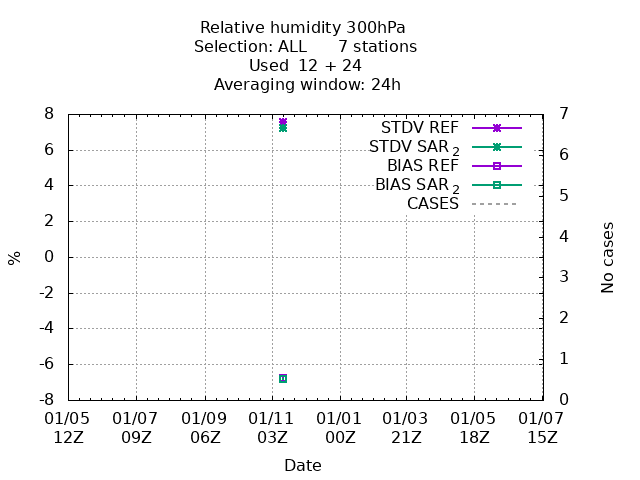 Relative humidity 300hPa
Selection: ALL 7 stations
Used 12 + 24
Averaging window: 24h
8
6
4
2
0
-2
-4
-6
-8
%
7
6
5
4
3
2
1
0
No cases
STDV REF
STDV SAR 2
BIAS REF
BIAS SAR 2
CASES
01/05 01/07 01/09 01/11 01/01 01/03 01/05 01/07
12Z 09Z 06Z 03Z 00Z 21Z 18Z 15Z
Date